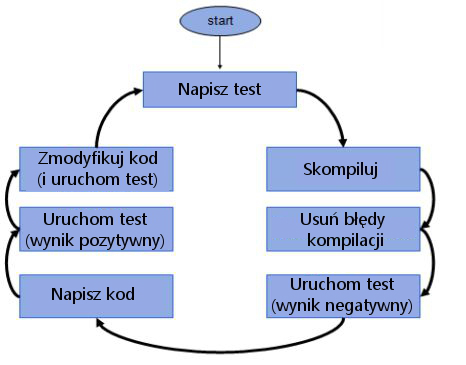 start
Napisz test
Skompiluj
Usuń błędy
kompilacji
Uruchom test
(wynik negatywny)
Napisz kod
Uruchom test
(wynik pozytywny)
Zmodyfikuj kod
(i uruchom test)